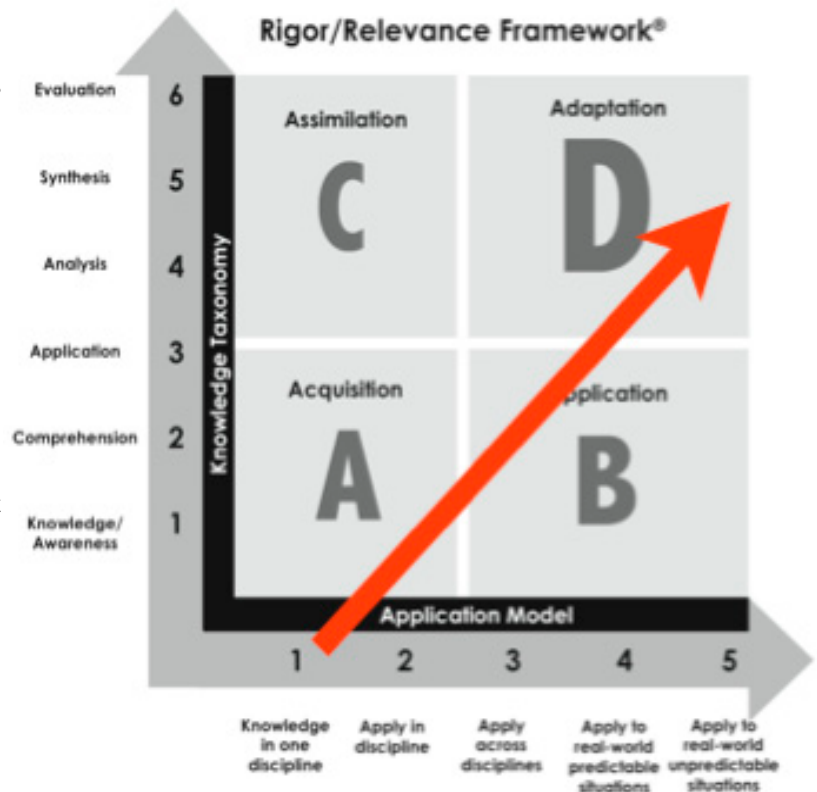 Rigor/Relevance Framework®
Evaluation 6
Synthesis 5
Analysis 4
Application 3
Comprehension 2
Knowledge/
Awareness 1
Knowledge Taxonomy
Assimilation
C
Adaptation
D
Acquisition
A
pplication
B
Application Model
1 2 3 4 5
Knowledge
in one
discipline
Apply in
discipline
Apply
across
disciplines
Apply to
real-world
predictable
situations
Apply to
real-world
unpredictable
situations